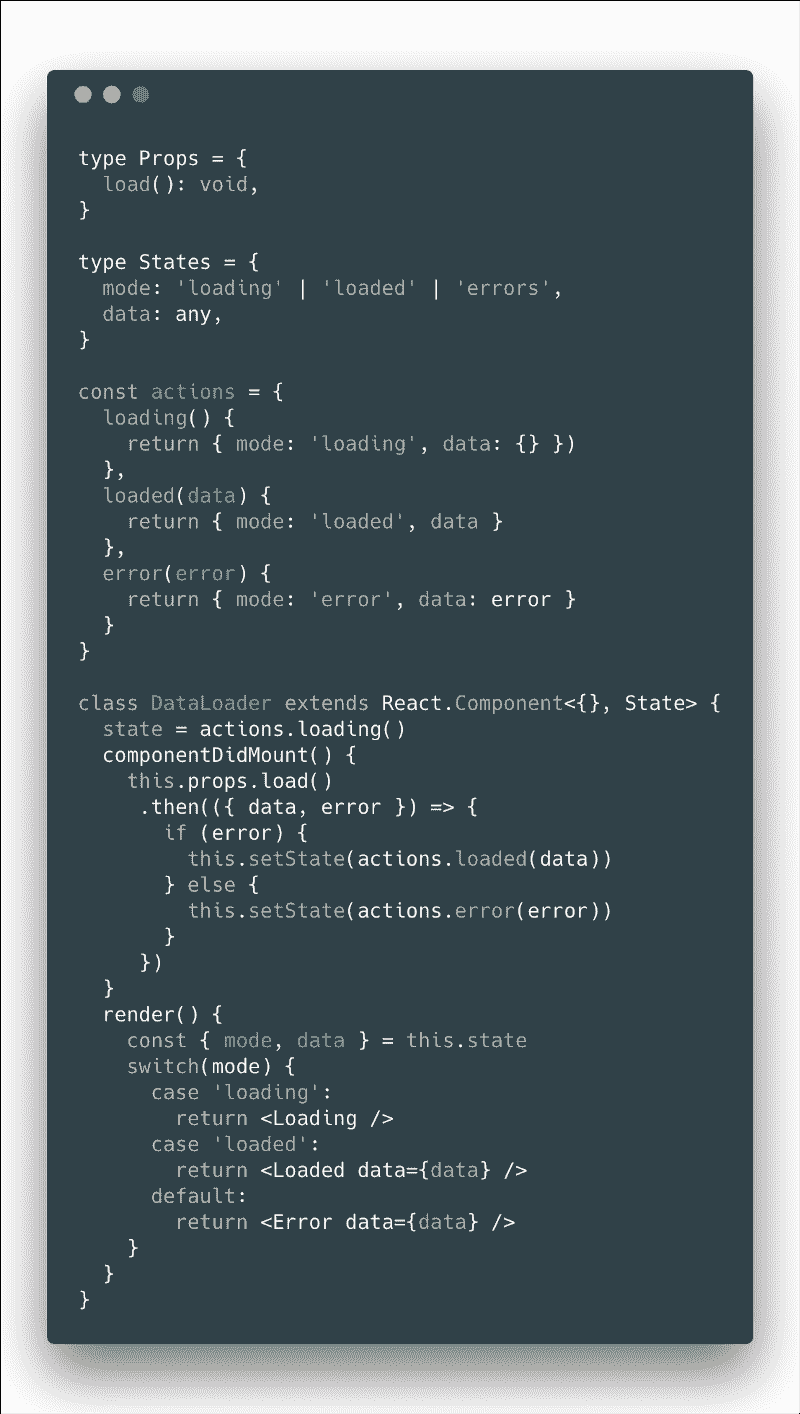 type Props = {
  load(): void,
}

type States = {
  mode: 'loading' | 'loaded' | 'errors',
  data: any,
}

const actions = {
  loading() {
    return { mode: 'loading', data: {} })
  },
  loaded(data) {
    return { mode: 'loaded', data }
  },
  error(error) {
    return { mode: 'error', data: error }
  }
}

class DataLoader extends React.Component<{}, State> {
  state = actions.loading()
  componentDidMount() {
    this.props.load()
     .then(({ data, error }) => {
       if (error) {
         this.setState(actions.loaded(data))
       } else {
         this.setState(actions.error(error))
       }
     })
  }
  render() {
    const { mode, data } = this.state
    switch(mode) {
      case 'loading':
        return <Loading />
      case 'loaded':
        return <Loaded data={data} />
      default:
        return <Error data={data} />
    }
  }
}